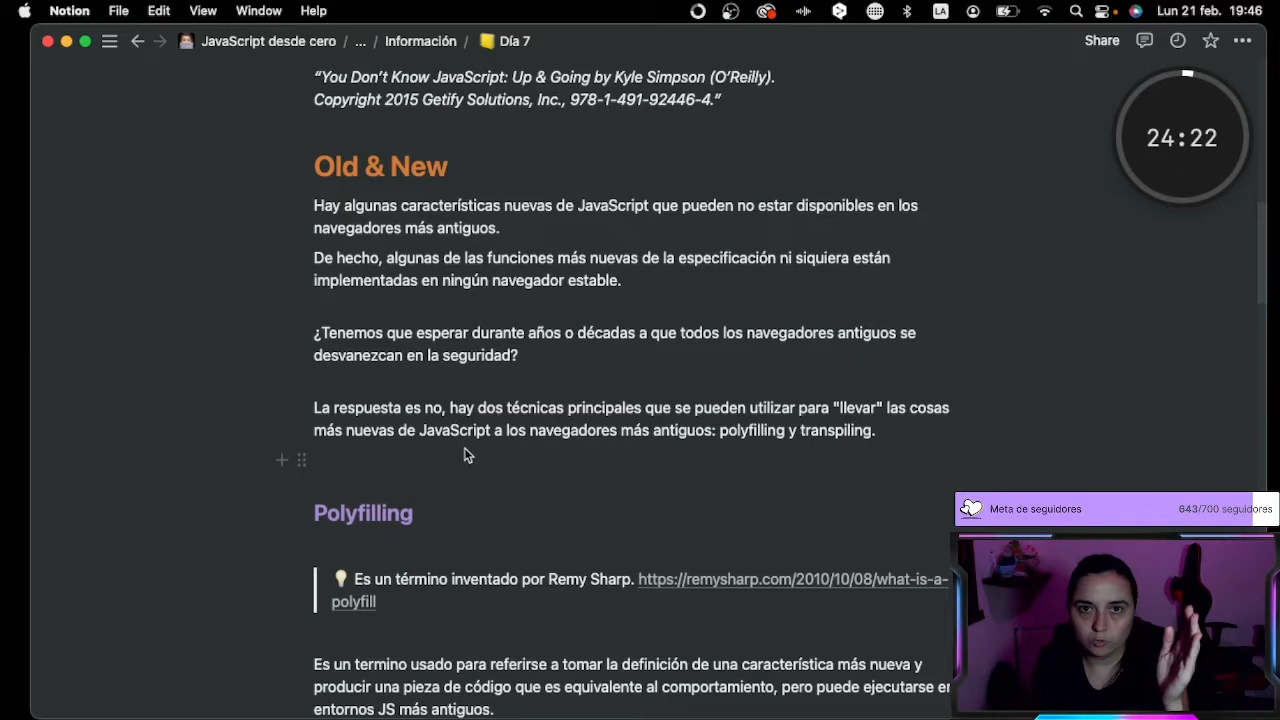 Notion File Edit View Window Help LA Lun 21 feb. 19:46
JavaScript desde cero / ... / Información / Día 7 Share
“You Don’t Know JavaScript: Up & Going by Kyle Simpson (O’Reilly).
Copyright 2015 Getify Solutions, Inc., 978-1-491-92446-4.”
24:22
Old & New
Hay algunas características nuevas de JavaScript que pueden no estar disponibles en los
navegadores más antiguos.
De hecho, algunas de las funciones más nuevas de la especificación ni siquiera están
implementadas en ningún navegador estable.
¿Tenemos que esperar durante años o décadas a que todos los navegadores antiguos se
desvanezcan en la seguridad?
La respuesta es no, hay dos técnicas principales que se pueden utilizar para "llevar" las cosas
más nuevas de JavaScript a los navegadores más antiguos: polyfilling y transpiling.
Polyfilling
Meta de seguidores 643/700 seguidores
Es un término inventado por Remy Sharp. https://remysharp.com/2010/10/08/what-is-a-
polyfill
Es un termino usado para referirse a tomar la definición de una característica más nueva y
producir una pieza de código que es equivalente al comportamiento, pero puede ejecutarse en
entornos JS más antiguos.